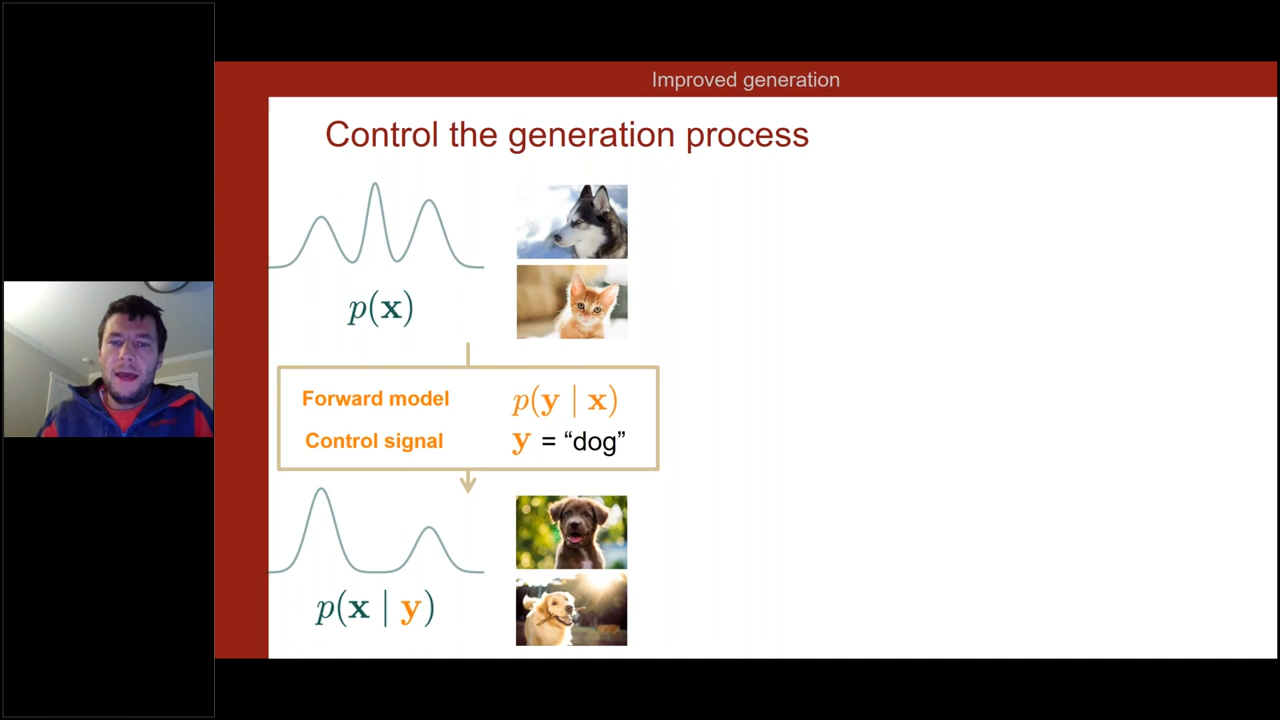 Improved generation
Control the generation process
p(x)
Forward model p(y | x)
Control signal y = “dog”
p(x | y)